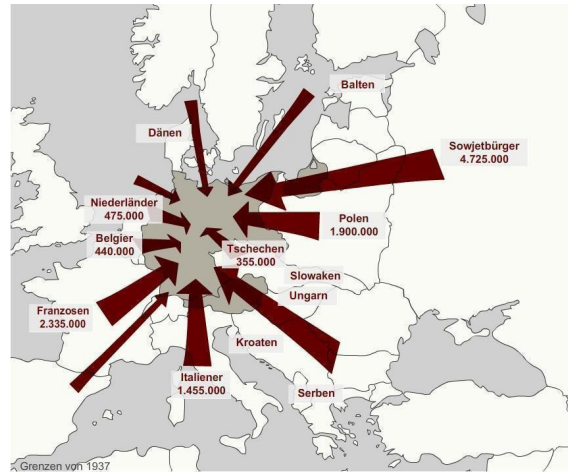 Balten
Dänen
Sowjetbürger
4.725.000
Niederländer
475.000
Polen
1.900.000
Belgier
440.000
Tschechen
355.000
Slowaken
Ungarn
Franzosen
2.335.000
Kroaten
Italiener
1.455.000
Serben
Grenzen von 1937